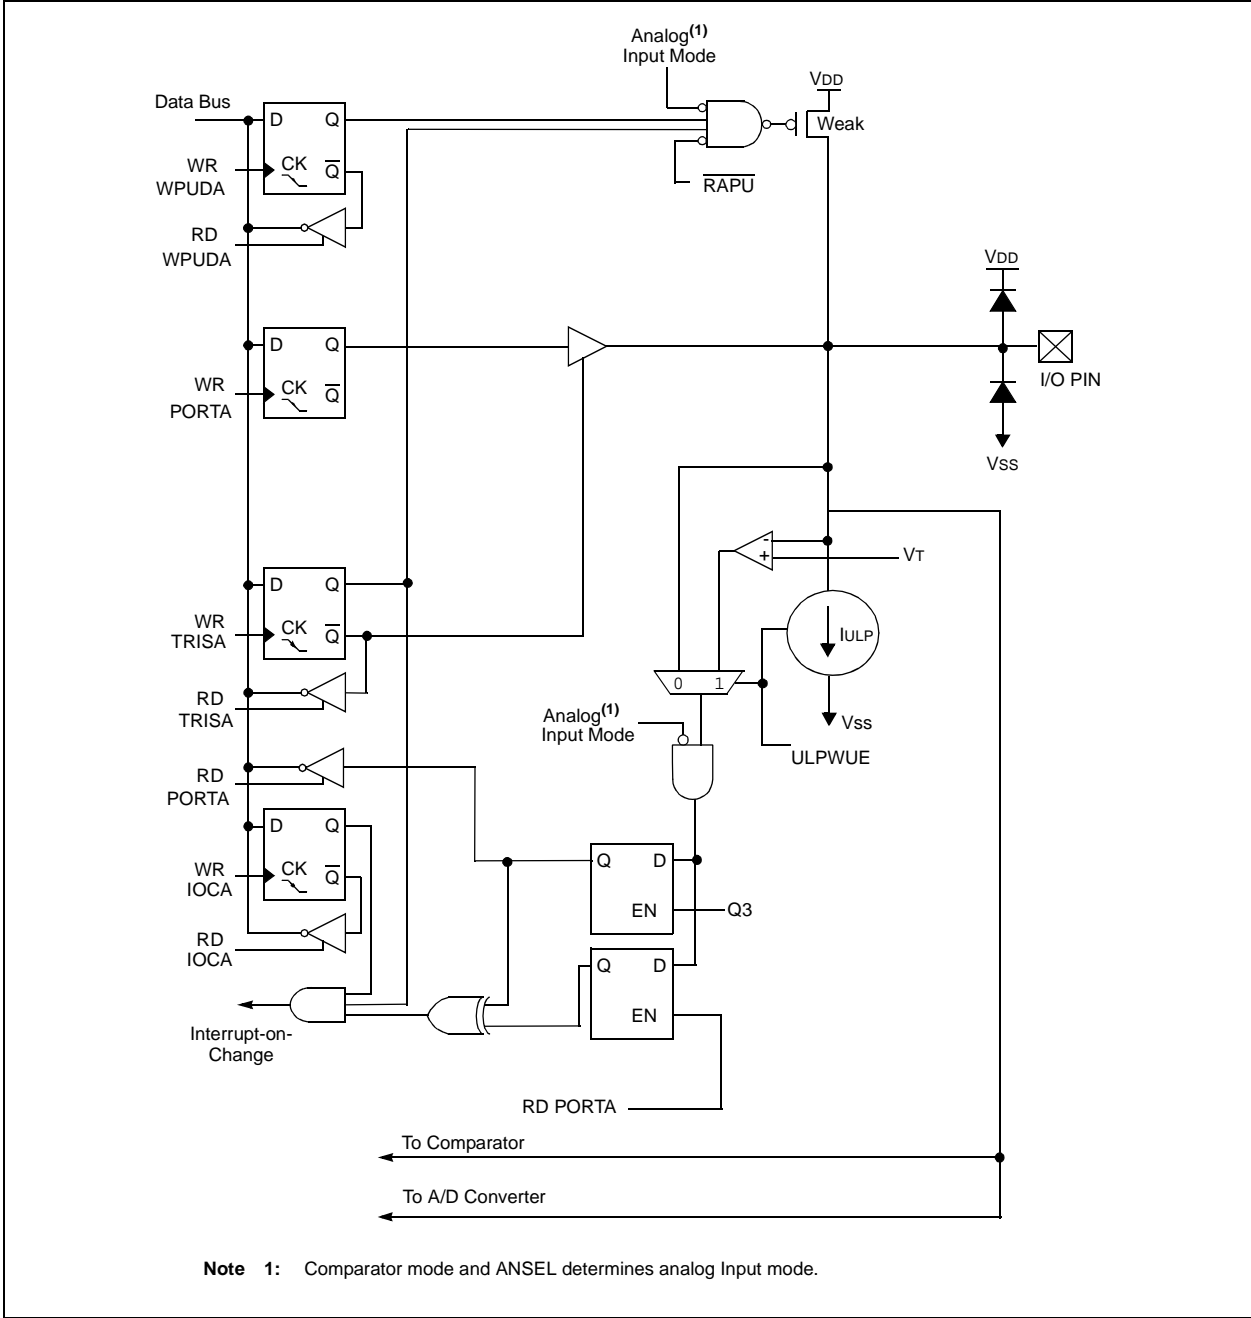 Analog(1)
Input Mode
VDD
Data Bus
D Q
Weak
WR
WPUDA
CK Q
RAPU
RD
WPUDA
VDD
D Q
WR
PORTA
CK Q
I/O PIN
VSS
-
+
VT
D Q
WR
TRISA
CK Q
IULP
0 1
RD
TRISA
Analog(1)
Input Mode
Vss
ULPWUE
RD
PORTA
D Q
WR
IOCA
CK Q
Q D
EN
Q3
RD
IOCA
Q D
EN
Interrupt-on-
Change
RD PORTA
To Comparator
To A/D Converter
Note 1: Comparator mode and ANSEL determines analog Input mode.